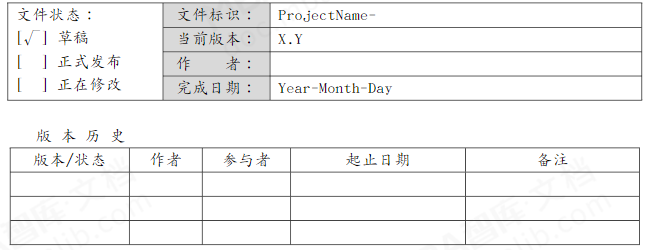 文件状态： 文件标识： ProjectName-
[√] 草稿 当前版本： X.Y
[ ] 正式发布 作 者：
[ ] 正在修改 完成日期： Year-Month-Day
版 本 历 史
版本/状态 作者 参与者 起止日期 备注